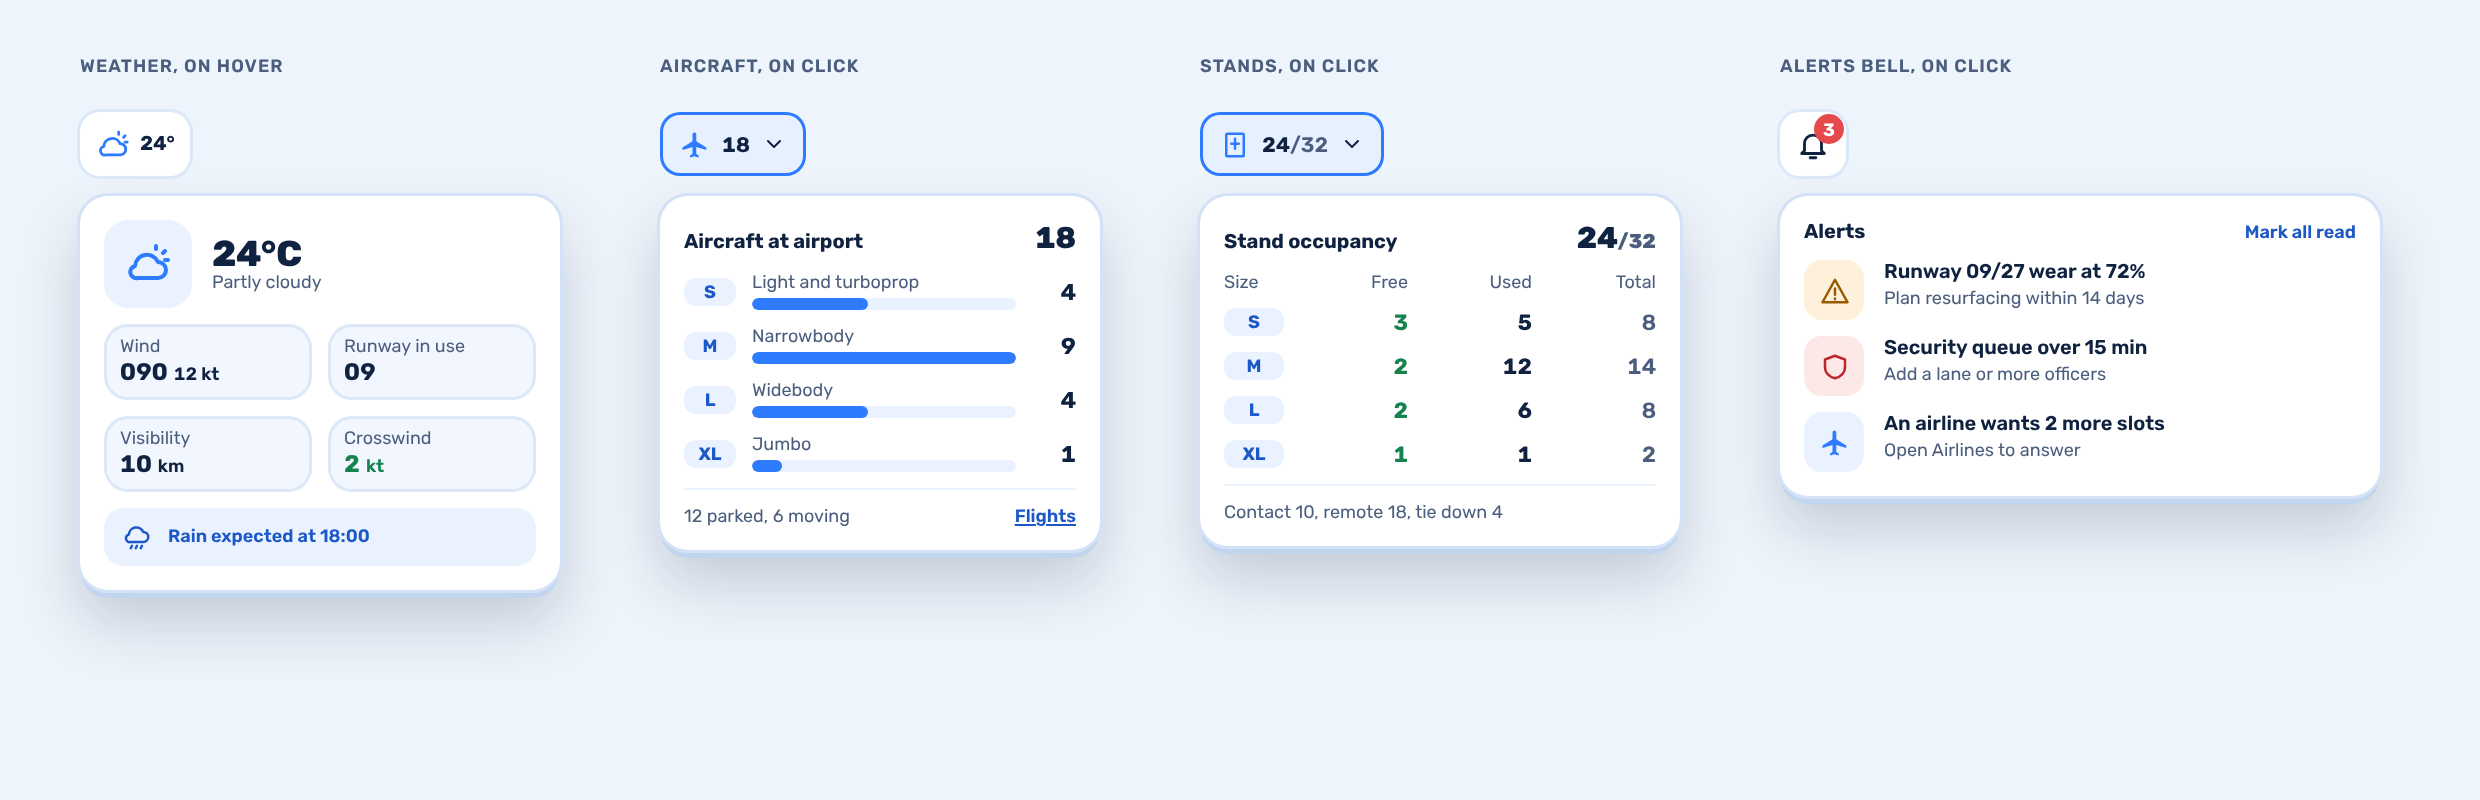 WEATHER, ON HOVER
24°
24°C
Partly cloudy
Wind
090 12 kt
Runway in use
09
Visibility
10 km
Crosswind
2 kt
Rain expected at 18:00
AIRCRAFT, ON CLICK
18
Aircraft at airport 18
S Light and turboprop 4
M Narrowbody 9
L Widebody 4
XL Jumbo 1
12 parked, 6 moving Flights
STANDS, ON CLICK
24/32
Stand occupancy 24/32
Size Free Used Total
S 3 5 8
M 2 12 14
L 2 6 8
XL 1 1 2
Contact 10, remote 18, tie down 4
ALERTS BELL, ON CLICK
3
Alerts Mark all read
Runway 09/27 wear at 72%
Plan resurfacing within 14 days
Security queue over 15 min
Add a lane or more officers
An airline wants 2 more slots
Open Airlines to answer